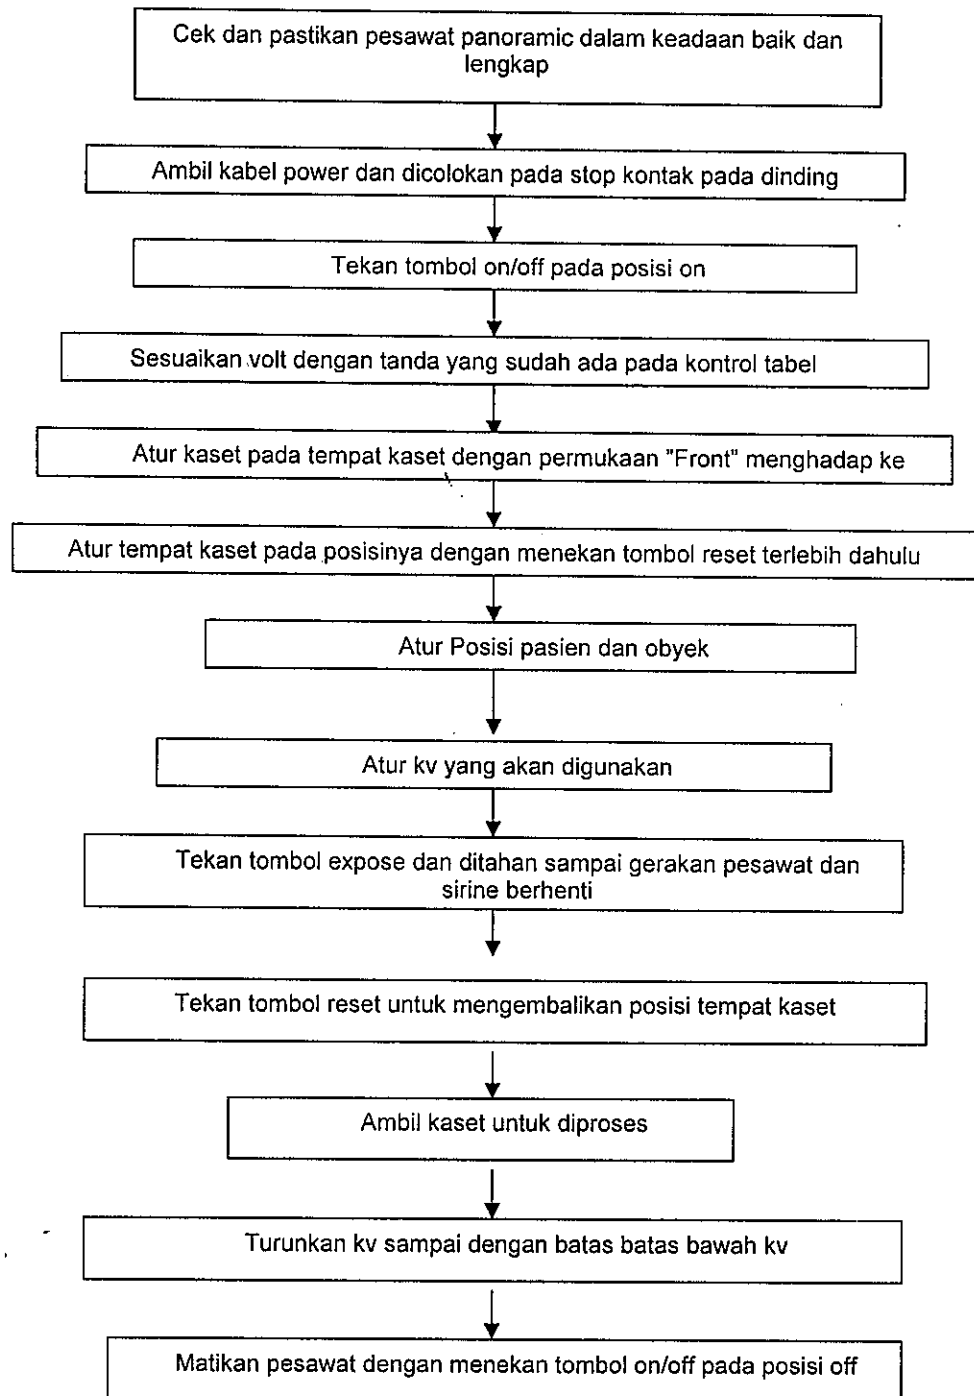 Cek dan pastikan pesawat panoramic dalam keadaan baik dan
lengkap
Ambil kabel power dan dicolokan pada stop kontak pada dinding
Tekan tombol on/off pada posisi on
Sesuaikan volt dengan tanda yang sudah ada pada kontrol tabel
Atur kaset pada tempat kaset dengan permukaan "Front" menghadap ke
Atur tempat kaset pada posisinya dengan menekan tombol reset terlebih dahulu
Atur Posisi pasien dan obyek
Atur kv yang akan digunakan
Tekan tombol expose dan ditahan sampai gerakan pesawat dan
sirine berhenti
Tekan tombol reset untuk mengembalikan posisi tempat kaset
Ambil kaset untuk diproses
Turunkan kv sampai dengan batas batas bawah kv
Matikan pesawat dengan menekan tombol on/off pada posisi off